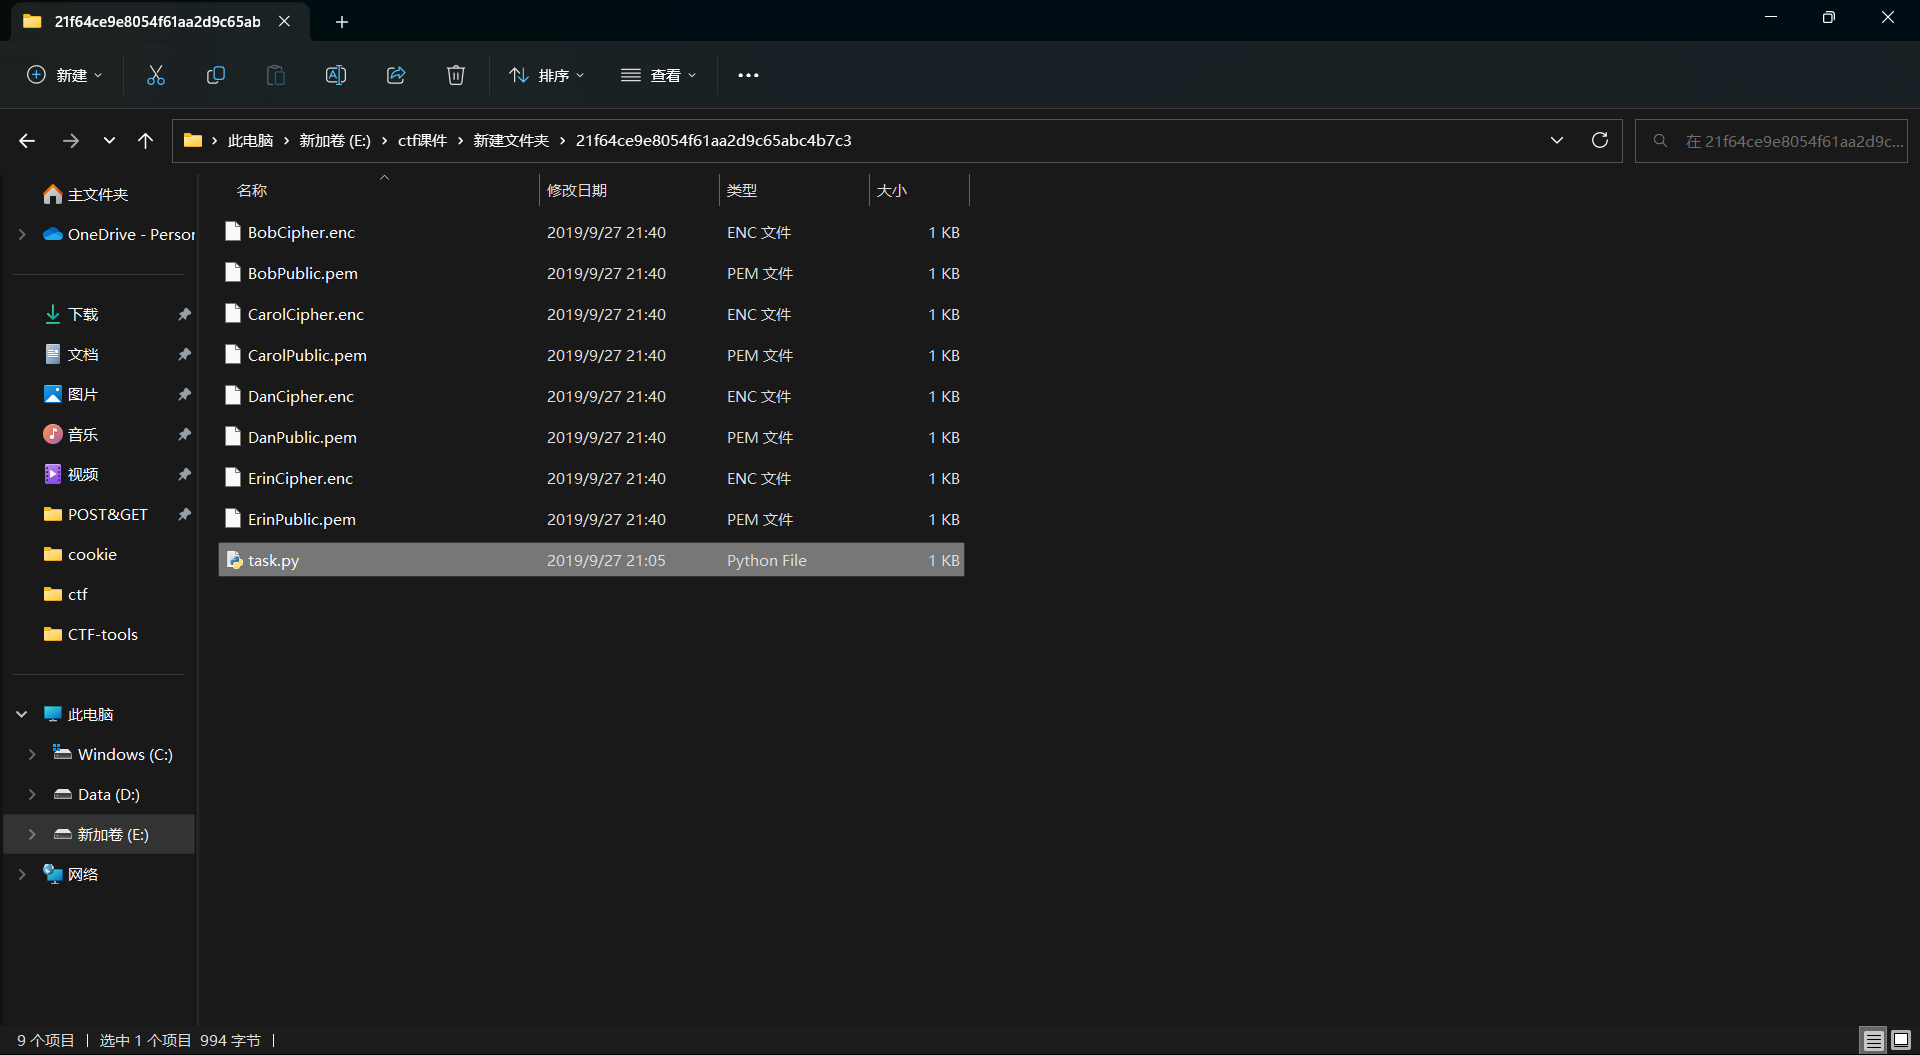 21f64ce9e8054f61aa2d9c65ab
新建
排序
查看
此电脑 › 新加卷 (E:) › ctf课件 › 新建文件夹 › 21f64ce9e8054f61aa2d9c65abc4b7c3
在 21f64ce9e8054f61aa2d9c...
主文件夹
OneDrive - Person
下载
文档
图片
音乐
视频
POST&GET
cookie
ctf
CTF-tools
此电脑
Windows (C:)
Data (D:)
新加卷 (E:)
网络
名称 修改日期 类型 大小
BobCipher.enc 2019/9/27 21:40 ENC 文件 1 KB
BobPublic.pem 2019/9/27 21:40 PEM 文件 1 KB
CarolCipher.enc 2019/9/27 21:40 ENC 文件 1 KB
CarolPublic.pem 2019/9/27 21:40 PEM 文件 1 KB
DanCipher.enc 2019/9/27 21:40 ENC 文件 1 KB
DanPublic.pem 2019/9/27 21:40 PEM 文件 1 KB
ErinCipher.enc 2019/9/27 21:40 ENC 文件 1 KB
ErinPublic.pem 2019/9/27 21:40 PEM 文件 1 KB
task.py 2019/9/27 21:05 Python File 1 KB
9 个项目 | 选中 1 个项目 994 字节 |